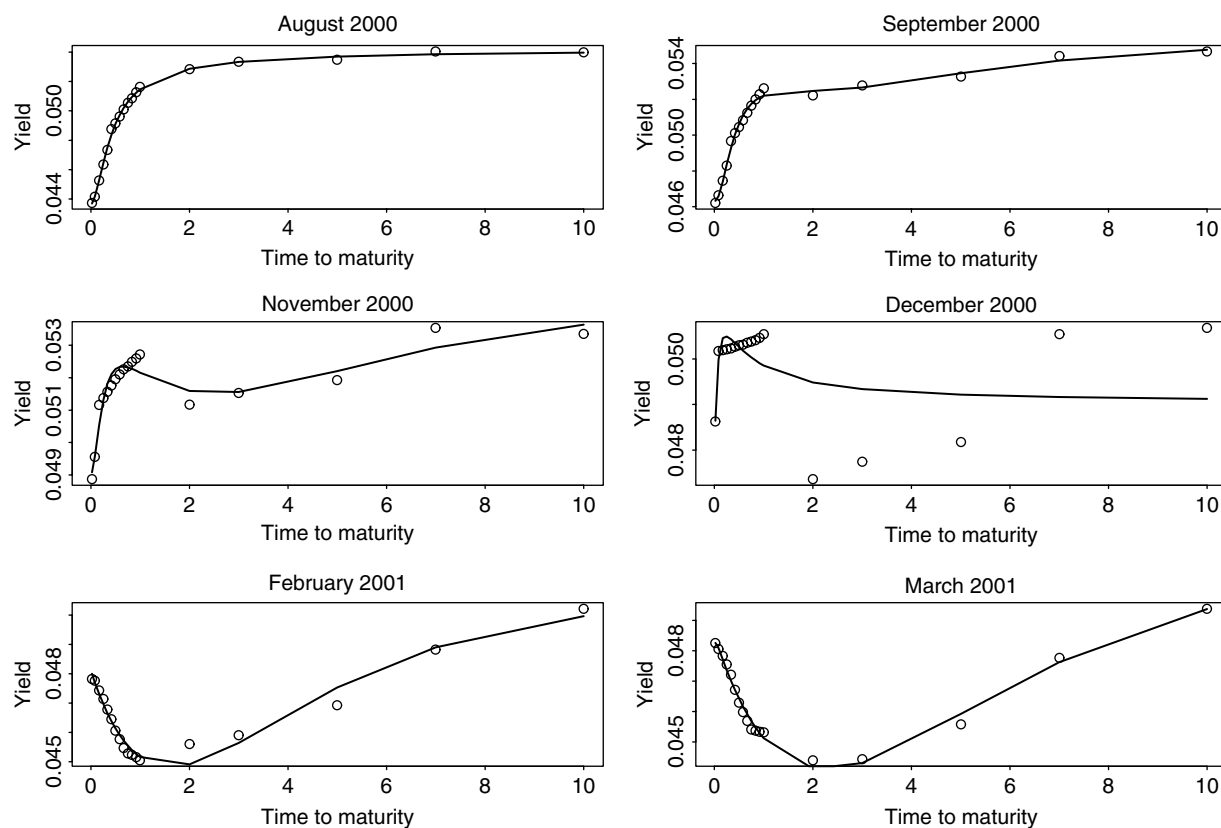 August 2000
Yield
0.044
0.050
0 2 4 6 8 10
Time to maturity
September 2000
Yield
0.046
0.050
0.054
0 2 4 6 8 10
Time to maturity
November 2000
Yield
0.049
0.051
0.053
0 2 4 6 8 10
Time to maturity
December 2000
Yield
0.048
0.050
0 2 4 6 8 10
Time to maturity
February 2001
Yield
0.045
0.048
0 2 4 6 8 10
Time to maturity
March 2001
Yield
0.045
0.048
0 2 4 6 8 10
Time to maturity